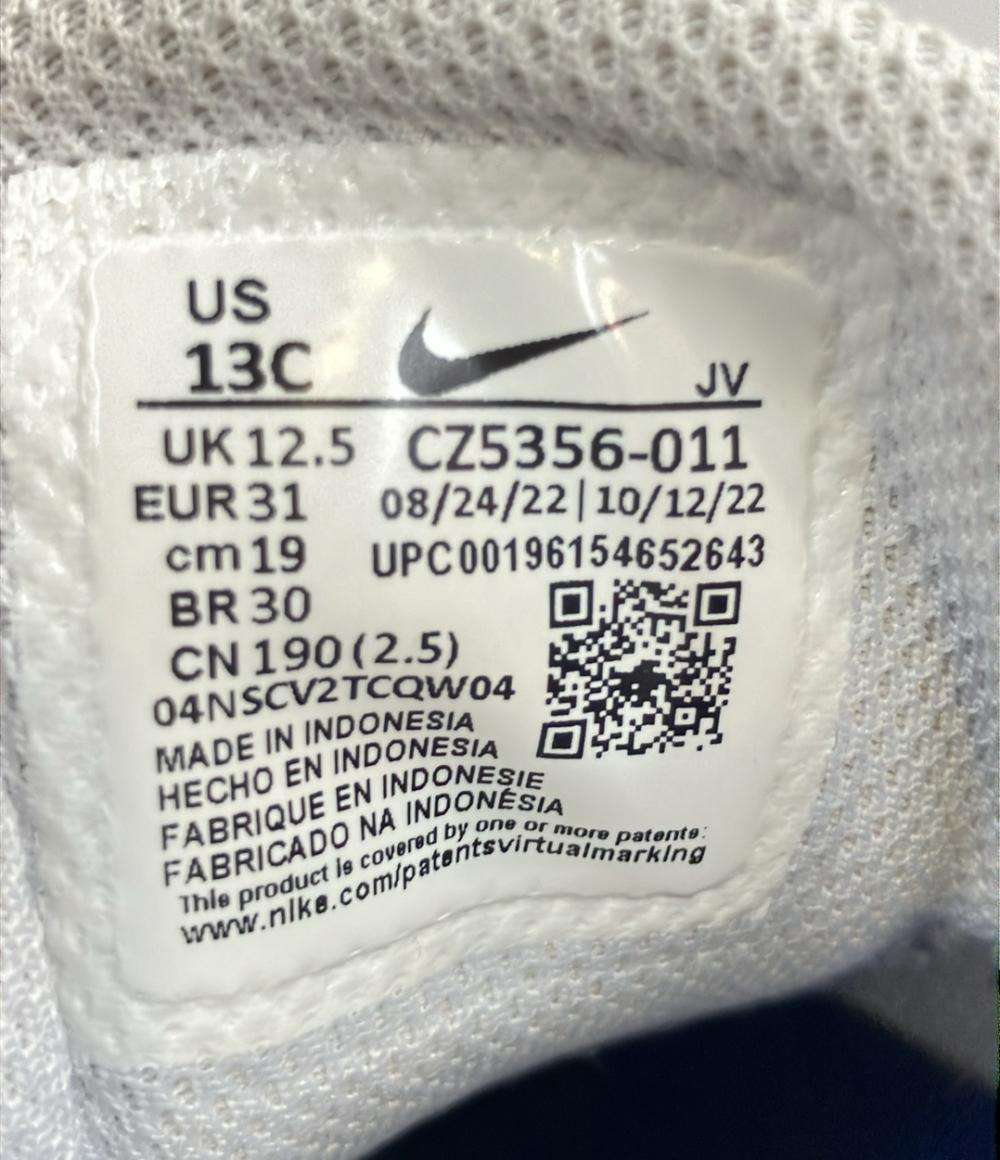 US
13C
JV
UK 12.5 CZ5356-011
EUR 31 08/24/22 | 10/12/22
cm 19 UPC00196154652643
BR 30
CN 190 (2.5)
04NSCV2TCQW04
MADE IN INDONESIA
HECHO EN INDONESIA
FABRIQUE EN INDONESIE
FABRICADO NA INDONÉSIA
This product is covered by one or more patents:
www.nike.com/patentsvirtualmarking